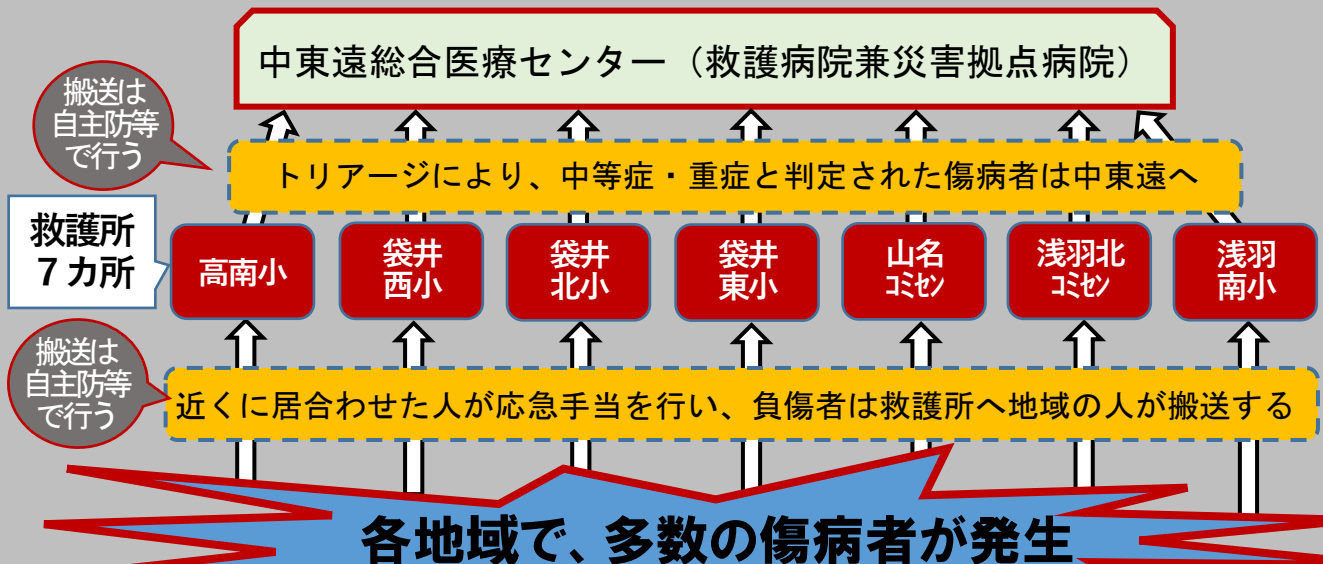 中東遠総合医療センター（救護病院兼災害拠点病院）
搬送は
自主防等
で行う
トリアージにより、中等症・重症と判定された傷病者は中東遠へ
救護所
７カ所
高南小
袋井
西小
袋井
北小
袋井
東小
山名
ｺﾐｾﾝ
浅羽北
ｺﾐｾﾝ
浅羽
南小
搬送は
自主防等
で行う
近くに居合わせた人が応急手当を行い、負傷者は救護所へ地域の人が搬送する
各地域で、多数の傷病者が発生